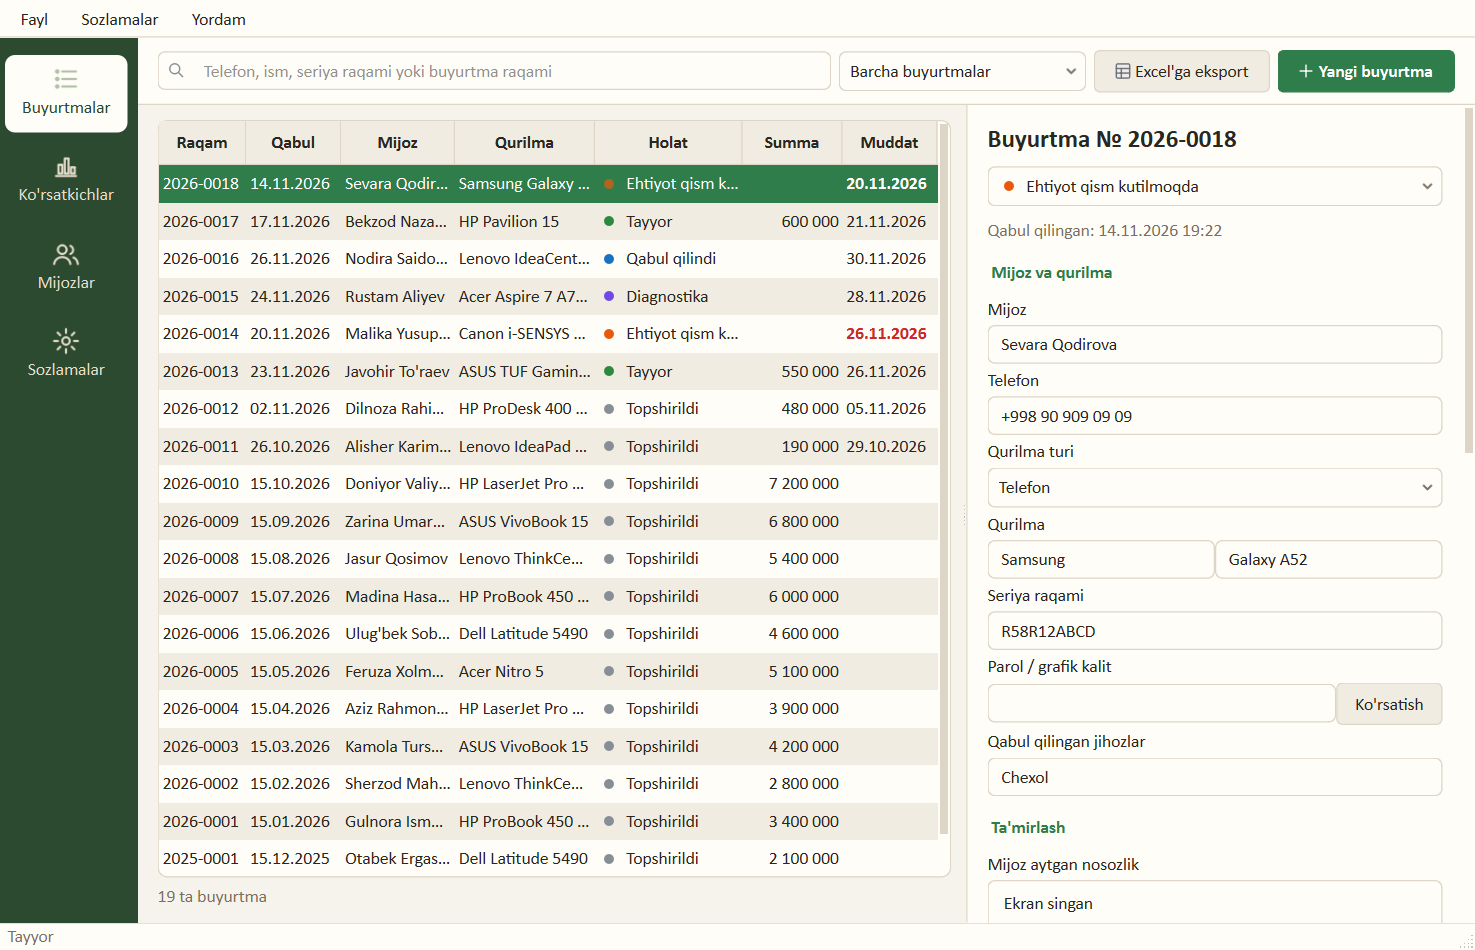 Fayl Sozlamalar Yordam
Buyurtmalar
Ko'rsatkichlar
Mijozlar
Sozlamalar
Telefon, ism, seriya raqami yoki buyurtma raqami
Barcha buyurtmalar
Excel'ga eksport
+ Yangi buyurtma
Raqam Qabul Mijoz Qurilma Holat Summa Muddat
2026-0018 14.11.2026 Sevara Qodir... Samsung Galaxy ... Ehtiyot qism k... 20.11.2026
2026-0017 17.11.2026 Bekzod Naza... HP Pavilion 15 Tayyor 600 000 21.11.2026
2026-0016 26.11.2026 Nodira Saido... Lenovo IdeaCent... Qabul qilindi 30.11.2026
2026-0015 24.11.2026 Rustam Aliyev Acer Aspire 7 A7... Diagnostika 28.11.2026
2026-0014 20.11.2026 Malika Yusup... Canon i-SENSYS ... Ehtiyot qism k... 26.11.2026
2026-0013 23.11.2026 Javohir To'raev ASUS TUF Gamin... Tayyor 550 000 26.11.2026
2026-0012 02.11.2026 Dilnoza Rahi... HP ProDesk 400 ... Topshirildi 480 000 05.11.2026
2026-0011 26.10.2026 Alisher Karim... Lenovo IdeaPad ... Topshirildi 190 000 29.10.2026
2026-0010 15.10.2026 Doniyor Valiy... HP LaserJet Pro ... Topshirildi 7 200 000
2026-0009 15.09.2026 Zarina Umar... ASUS VivoBook 15 Topshirildi 6 800 000
2026-0008 15.08.2026 Jasur Qosimov Lenovo ThinkCe... Topshirildi 5 400 000
2026-0007 15.07.2026 Madina Hasa... HP ProBook 450 ... Topshirildi 6 000 000
2026-0006 15.06.2026 Ulug'bek Sob... Dell Latitude 5490 Topshirildi 4 600 000
2026-0005 15.05.2026 Feruza Xolm... Acer Nitro 5 Topshirildi 5 100 000
2026-0004 15.04.2026 Aziz Rahmon... HP LaserJet Pro ... Topshirildi 3 900 000
2026-0003 15.03.2026 Kamola Turs... ASUS VivoBook 15 Topshirildi 4 200 000
2026-0002 15.02.2026 Sherzod Mah... Lenovo ThinkCe... Topshirildi 2 800 000
2026-0001 15.01.2026 Gulnora Ism... HP ProBook 450 ... Topshirildi 3 400 000
2025-0001 15.12.2025 Otabek Ergas... Dell Latitude 5490 Topshirildi 2 100 000
19 ta buyurtma
Buyurtma № 2026-0018
Ehtiyot qism kutilmoqda
Qabul qilingan: 14.11.2026 19:22
Mijoz va qurilma
Mijoz
Sevara Qodirova
Telefon
+998 90 909 09 09
Qurilma turi
Telefon
Qurilma
Samsung Galaxy A52
Seriya raqami
R58R12ABCD
Parol / grafik kalit
Ko'rsatish
Qabul qilingan jihozlar
Chexol
Ta'mirlash
Mijoz aytgan nosozlik
Ekran singan
Tayyor